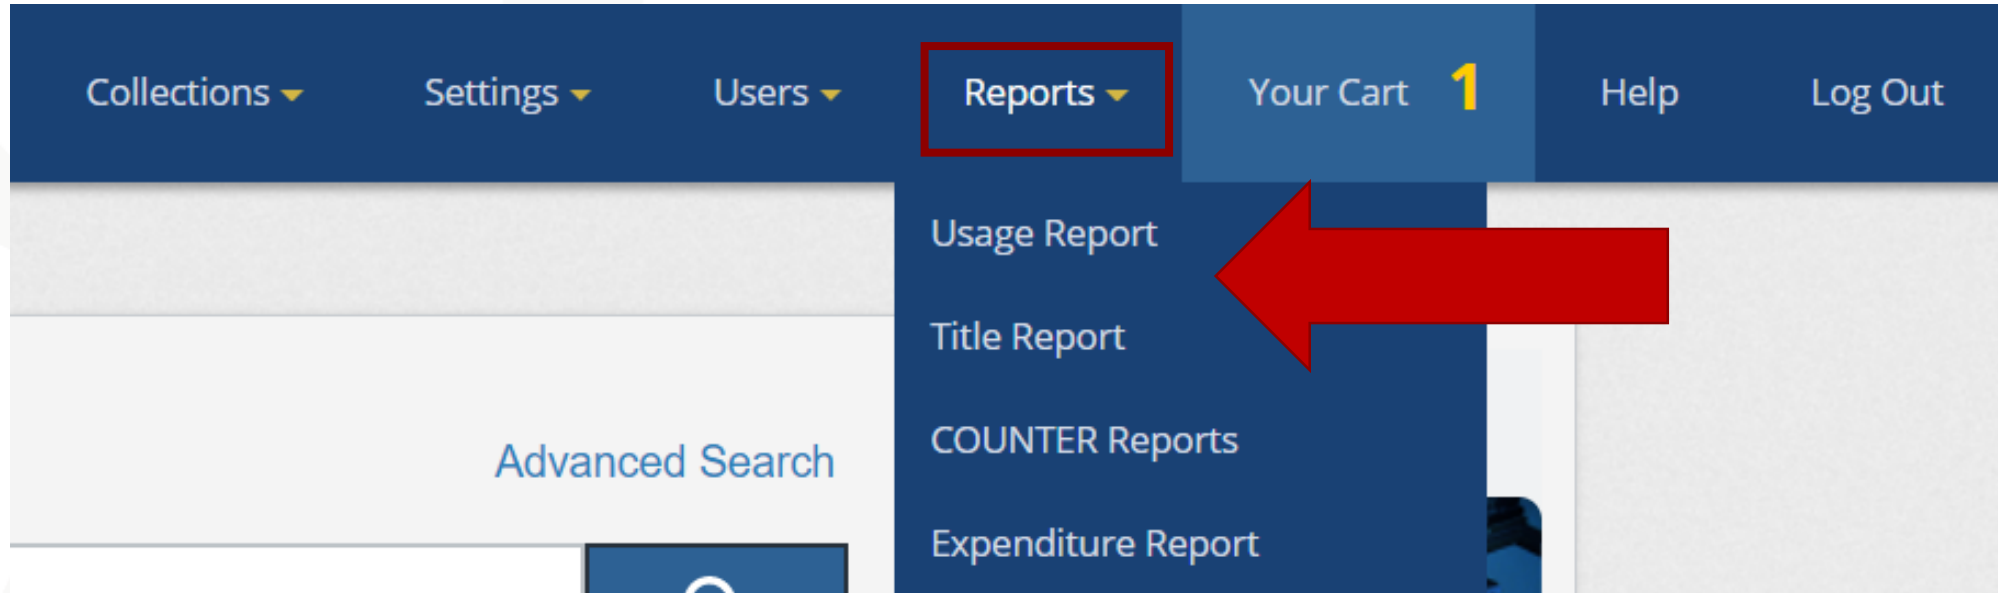 Collections Settings Users Reports Your Cart 1 Help Log Out
Usage Report
Title Report
COUNTER Reports
Advanced Search
Expenditure Report